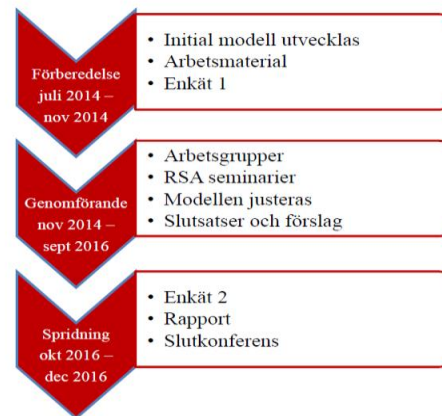 Förberedelse
juli 2014 –
nov 2014
• Initial modell utvecklas
• Arbetsmaterial
• Enkät 1
Genomförande
nov 2014 –
sept 2016
• Arbetsgrupper
• RSA seminarier
• Modellen justeras
• Slutsatser och förslag
Spridning
okt 2016 –
dec 2016
• Enkät 2
• Rapport
• Slutkonferens